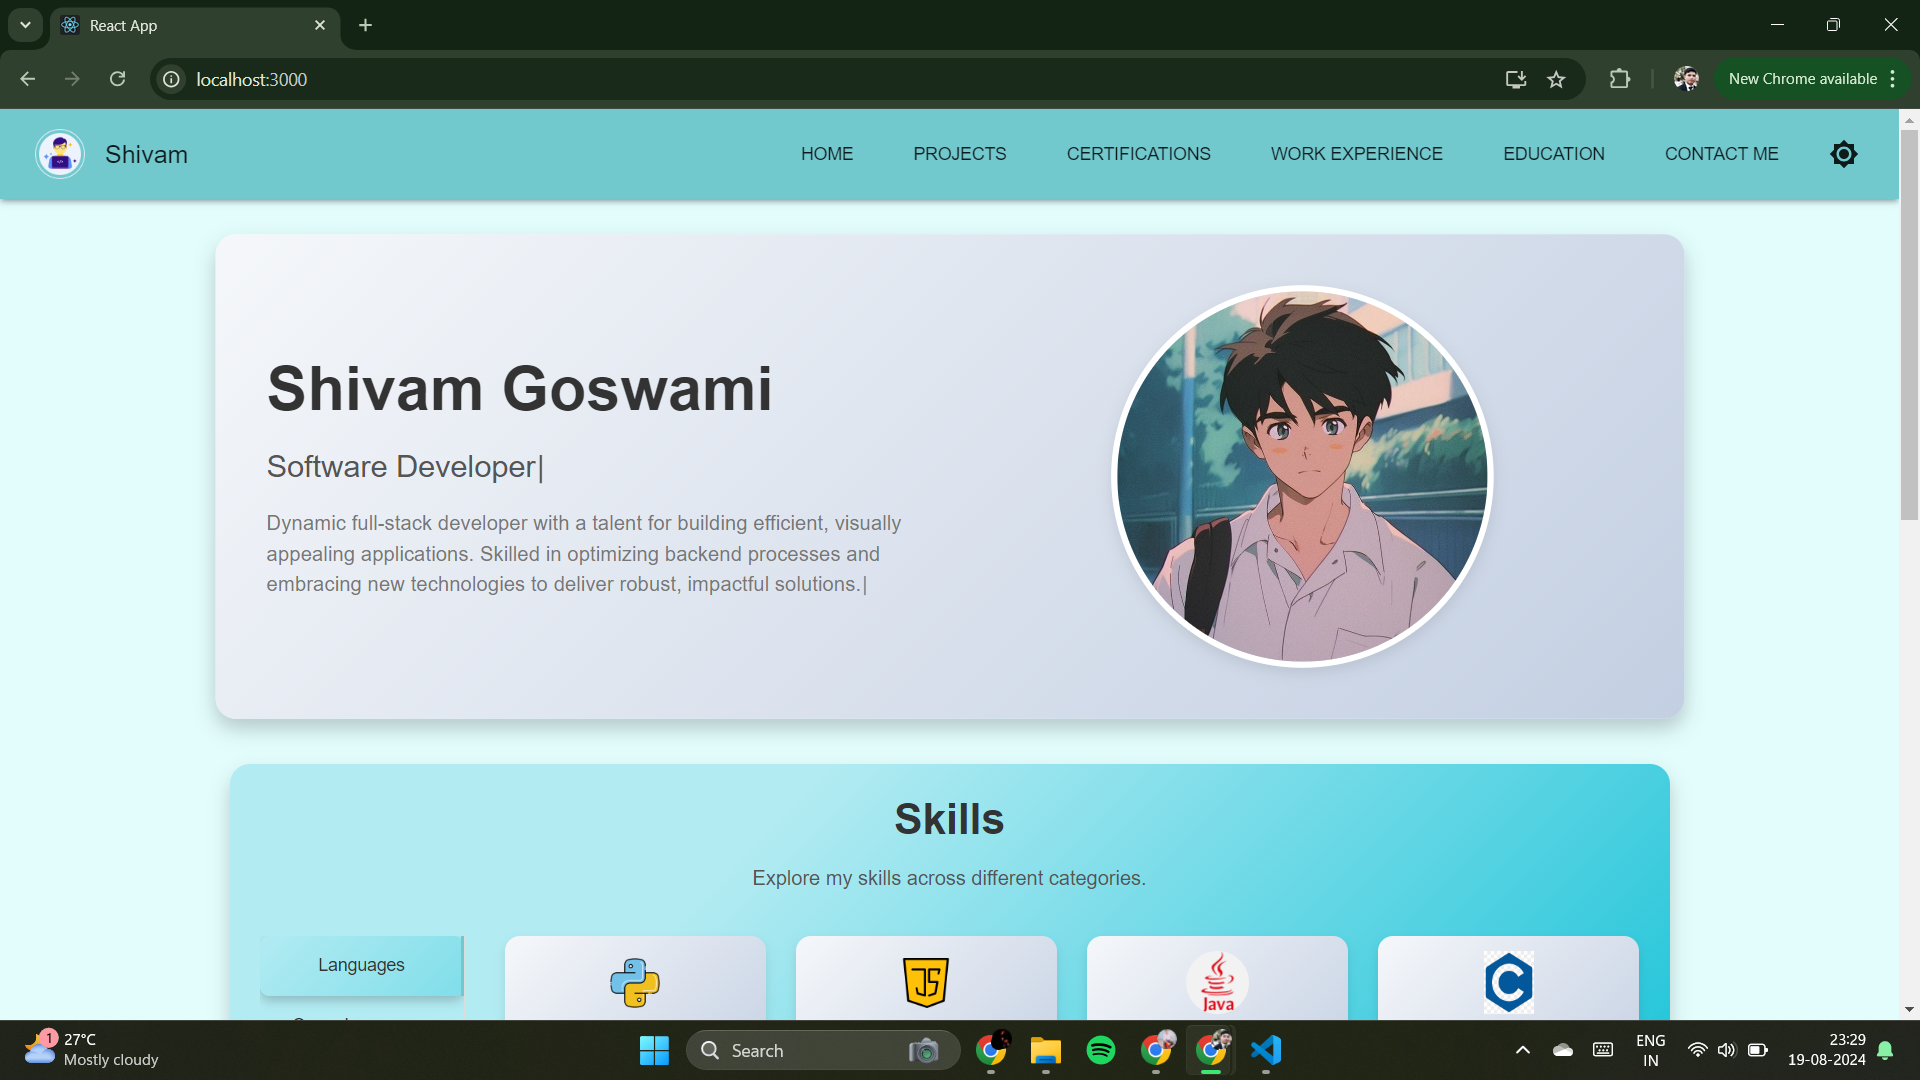 React App
localhost:3000
New Chrome available
Shivam
HOME
PROJECTS
CERTIFICATIONS
WORK EXPERIENCE
EDUCATION
CONTACT ME
Shivam Goswami
Software Developer|
Dynamic full-stack developer with a talent for building efficient, visually
appealing applications. Skilled in optimizing backend processes and
embracing new technologies to deliver robust, impactful solutions.|
Skills
Explore my skills across different categories.
Languages
JS
Java
C
1
27°C
Mostly cloudy
Search
ENG
IN
23:29
19-08-2024